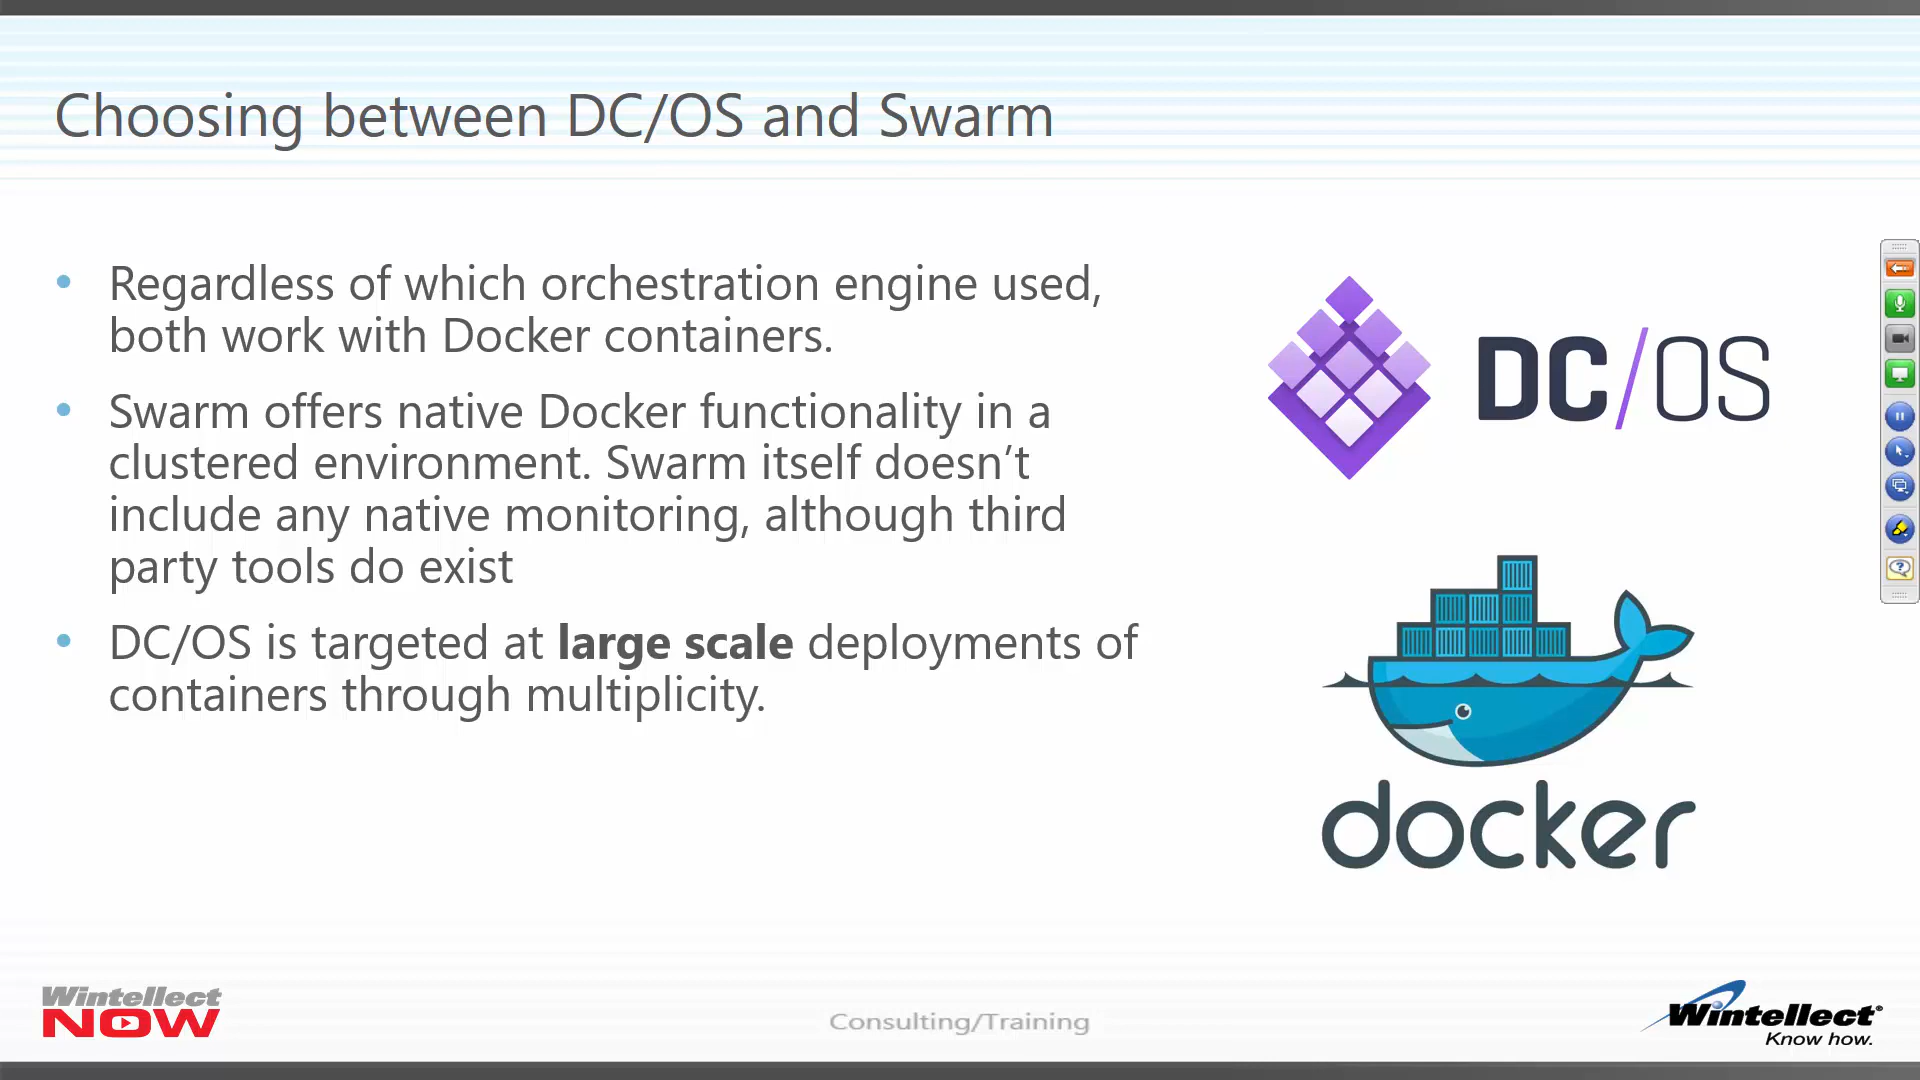 Choosing between DC/OS and Swarm
• Regardless of which orchestration engine used,
both work with Docker containers.
• Swarm offers native Docker functionality in a
clustered environment. Swarm itself doesn’t
include any native monitoring, although third
party tools do exist
• DC/OS is targeted at large scale deployments of
containers through multiplicity.
DC/OS
docker
Wintellect
NOW
Consulting/Training
Wintellect®
Know how.